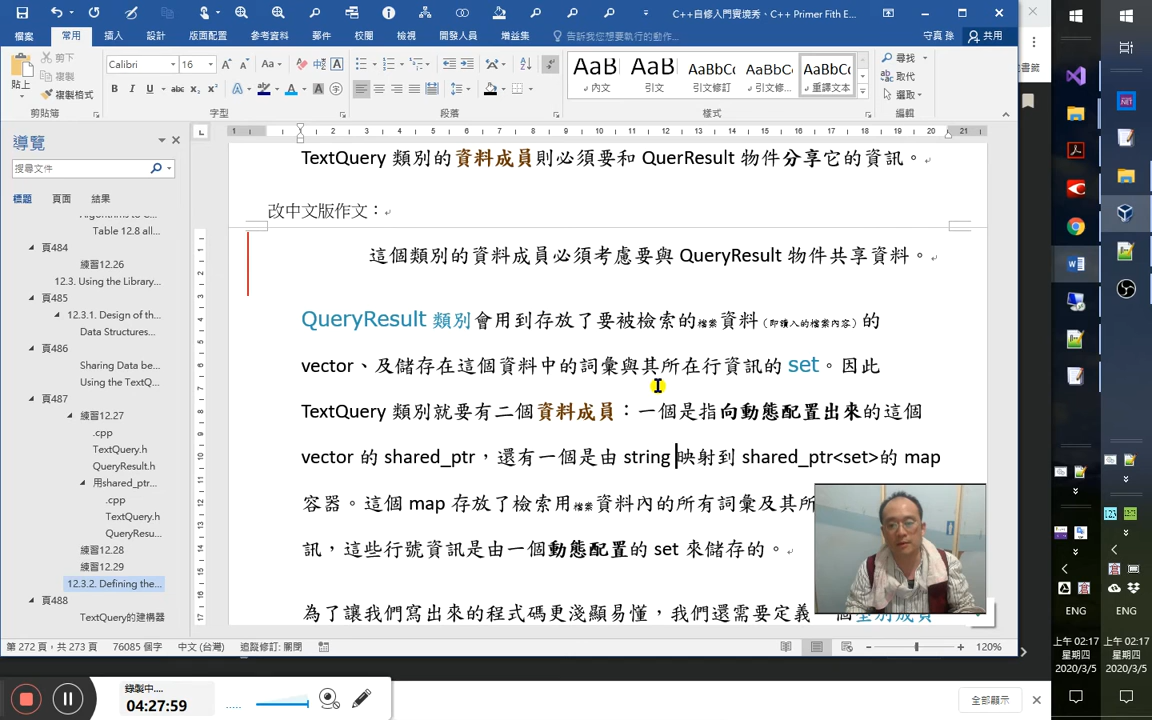 C++自修入門實境秀、C++ Primer Fith E...
檔案 常用 插入 設計 版面配置 參考資料 郵件 校閱 檢視 開發人員 增益集 告訴我您想要執行的動作... 守真 孫 共用
貼上 剪下 複製 複製格式
Calibri 16
AaB AaB AaBbCc AaBbCc AaBbCc
內文 引文 引文修訂 引文修... 重譯文本
尋找 取代 選取
剪貼簿 字型 段落 樣式 編輯
導覽
搜尋文件
標題 頁面 結果
Algorithms to C...
Table 12.8 all...
頁484
練習12.26
12.3. Using the Library...
頁485
12.3.1. Design of th...
Data Structures...
頁486
Sharing Data be...
Using the TextQ...
頁487
練習12.27
.cpp
TextQuery.h
QueryResult.h
用shared_ptr...
.cpp
TextQuery.h
QueryResu...
練習12.28
練習12.29
12.3.2. Defining the...
頁488
TextQuery的建構器
TextQuery 類別的資料成員則必須要和 QuerResult 物件分享它的資訊。
改中文版作文：
這個類別的資料成員必須考慮要與 QueryResult 物件共享資料。
QueryResult 類別會用到存放了要被檢索的檔案資料（即讀入的檔案內容）的
vector、及儲存在這個資料中的詞彙與其所在行資訊的 set。因此
TextQuery 類別就要有二個資料成員：一個是指向動態配置出來的這個
vector 的 shared_ptr，還有一個是由 string 映射到 shared_ptr<set>的 map
容器。這個 map 存放了檢索用檔案資料內的所有詞彙及其所
訊，這些行號資訊是由一個動態配置的 set 來儲存的。
為了讓我們寫出來的程式碼更淺顯易懂，我們還需要定義一個型別成員
第 272 頁，共 273 頁 76085 個字 中文 (台灣) 追蹤修訂: 關閉 120%
錄製中...
04:27:59
全部顯示
書籤
ENG
上午 02:17
星期四
2020/3/5
ENG
上午 02:17
星期四
2020/3/5